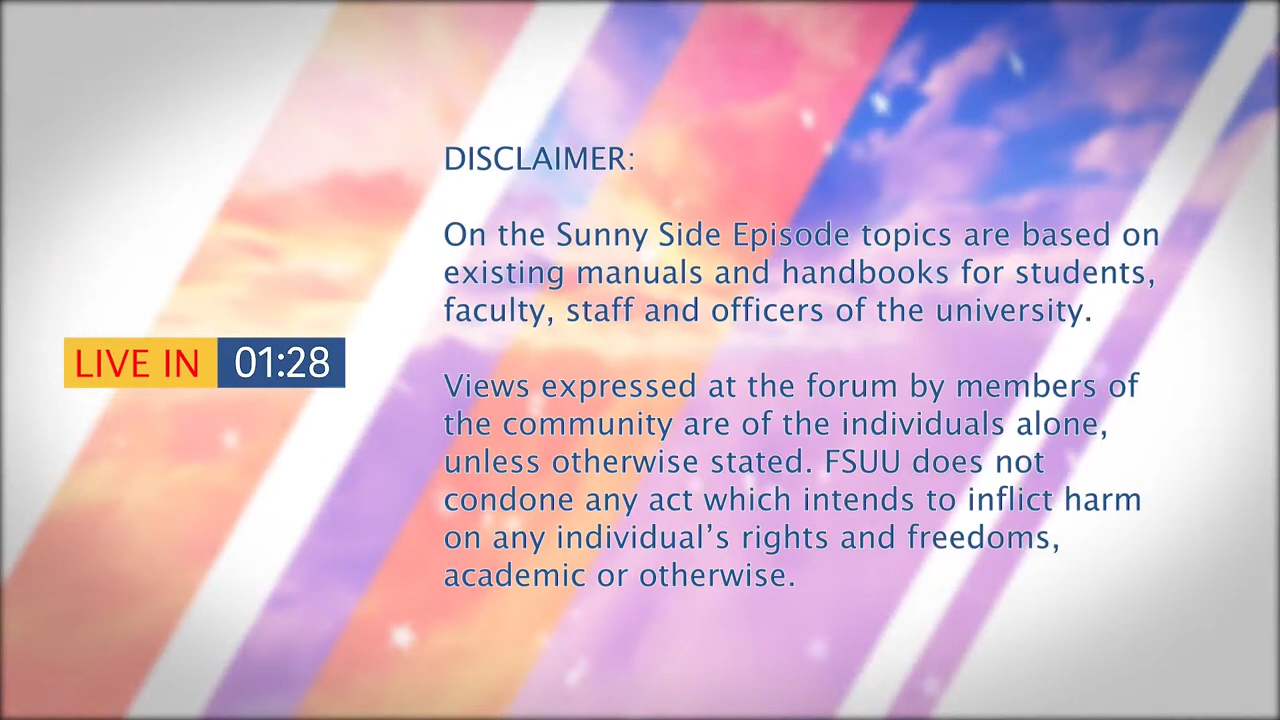 DISCLAIMER:
On the Sunny Side Episode topics are based on
existing manuals and handbooks for students,
faculty, staff and officers of the university.
LIVE IN 01:28
Views expressed at the forum by members of
the community are of the individuals alone,
unless otherwise stated. FSUU does not
condone any act which intends to inflict harm
on any individual’s rights and freedoms,
academic or otherwise.